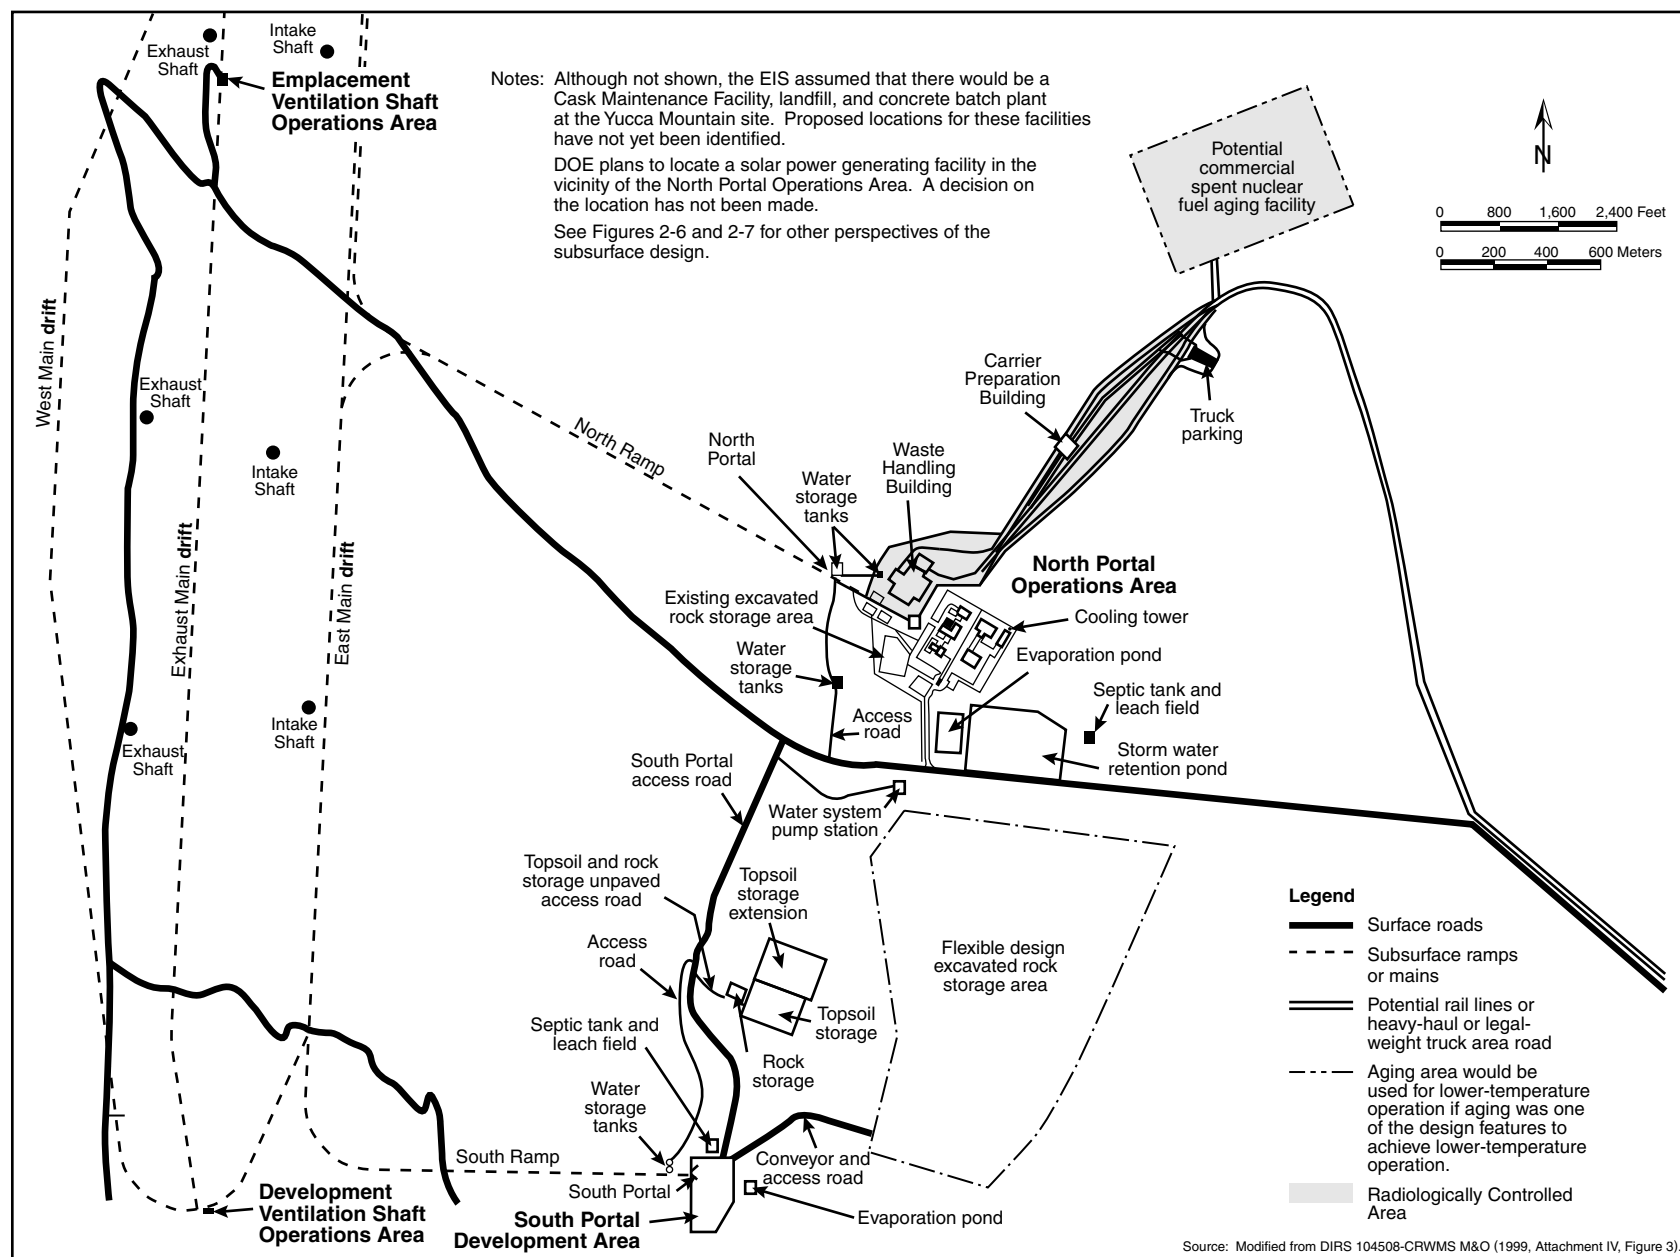 Exhaust
Shaft
Intake
Shaft
Emplacement
Ventilation Shaft
Operations Area
Notes: Although not shown, the EIS assumed that there would be a
Cask Maintenance Facility, landfill, and concrete batch plant
at the Yucca Mountain site. Proposed locations for these facilities
have not yet been identified.
DOE plans to locate a solar power generating facility in the
vicinity of the North Portal Operations Area. A decision on
the location has not been made.
See Figures 2-6 and 2-7 for other perspectives of the
subsurface design.
Potential
commercial
spent nuclear
fuel aging facility
N
0 800 1,600 2,400 Feet
0 200 400 600 Meters
West Main drift
Exhaust
Shaft
Intake
Shaft
Exhaust Main drift
East Main drift
Intake
Shaft
Exhaust
Shaft
North Ramp
North
Portal
Water
storage
tanks
Waste
Handling
Building
Carrier
Preparation
Building
Truck
parking
North Portal
Operations Area
Existing excavated
rock storage area
Cooling tower
Water
storage
tanks
Evaporation pond
Septic tank and
leach field
Access
road
Storm water
retention pond
South Portal
access road
Water system
pump station
Topsoil and rock
storage unpaved
access road
Topsoil
storage
extension
Access
road
Flexible design
excavated rock
storage area
Septic tank and
leach field
Topsoil
storage
Rock
storage
Water
storage
tanks
South Ramp
Conveyor and
access road
South Portal
Evaporation pond
South Portal
Development Area
Development
Ventilation Shaft
Operations Area
Legend
Surface roads
Subsurface ramps
or mains
Potential rail lines or
heavy-haul or legal-
weight truck area road
Aging area would be
used for lower-temperature
operation if aging was one
of the design features to
achieve lower-temperature
operation.
Radiologically Controlled
Area
Source: Modified from DIRS 104508-CRWMS M&O (1999, Attachment IV, Figure 3).